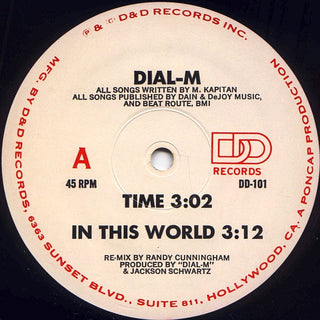 ℗ & © D&D RECORDS INC.
MFG. BY D&D RECORDS, 6363 SUNSET BLVD., SUITE 811, HOLLYWOOD, CA. A PONCAP PRODUCTION
DIAL-M
ALL SONGS WRITTEN BY M. KAPITAN
ALL SONGS PUBLISHED BY DAIN & DeJOY MUSIC,
AND BEAT ROUTE, BMI
A
45 RPM
DD
RECORDS
DD-101
TIME 3:02
IN THIS WORLD 3:12
RE-MIX BY RANDY CUNNINGHAM
PRODUCED BY "DIAL-M"
& JACKSON SCHWARTZ